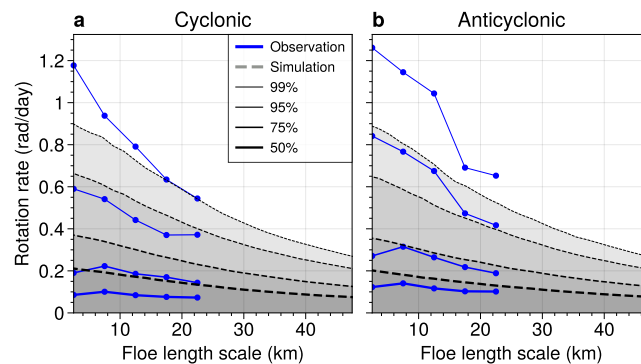 a Cyclonic
b Anticyclonic
Rotation rate (rad/day)
1.2
1
0.8
0.6
0.4
0.2
0
Observation
Simulation
99%
95%
75%
50%
10 20 30 40
10 20 30 40
Floe length scale (km)
Floe length scale (km)